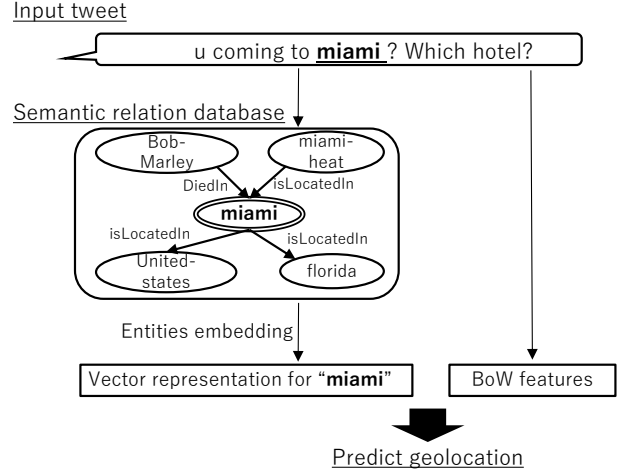 Input tweet
u coming to miami ? Which hotel?
Semantic relation database
Bob-
Marley
miami-
heat
DiedIn
isLocatedIn
miami
isLocatedIn
isLocatedIn
United-
states
florida
Entities embedding
Vector representation for “miami”
BoW features
Predict geolocation